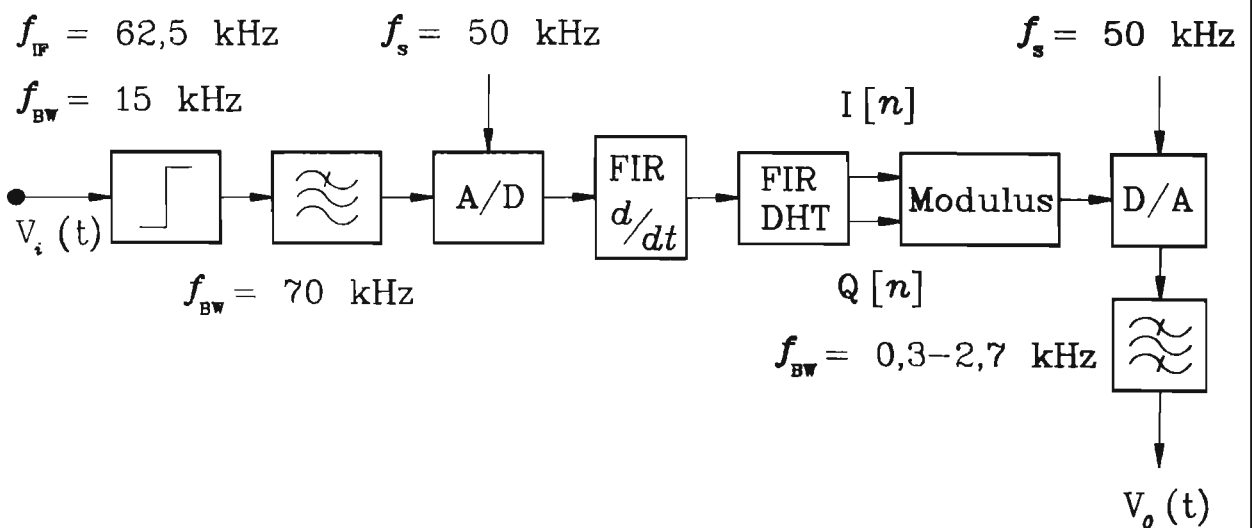 f_IF = 62,5 kHz
f_s = 50 kHz
f_s = 50 kHz
f_BW = 15 kHz
I [n]
V_i (t)
A/D
FIR
d/dt
FIR
DHT
Modulus
D/A
f_BW = 70 kHz
Q [n]
f_BW = 0,3-2,7 kHz
V_o (t)